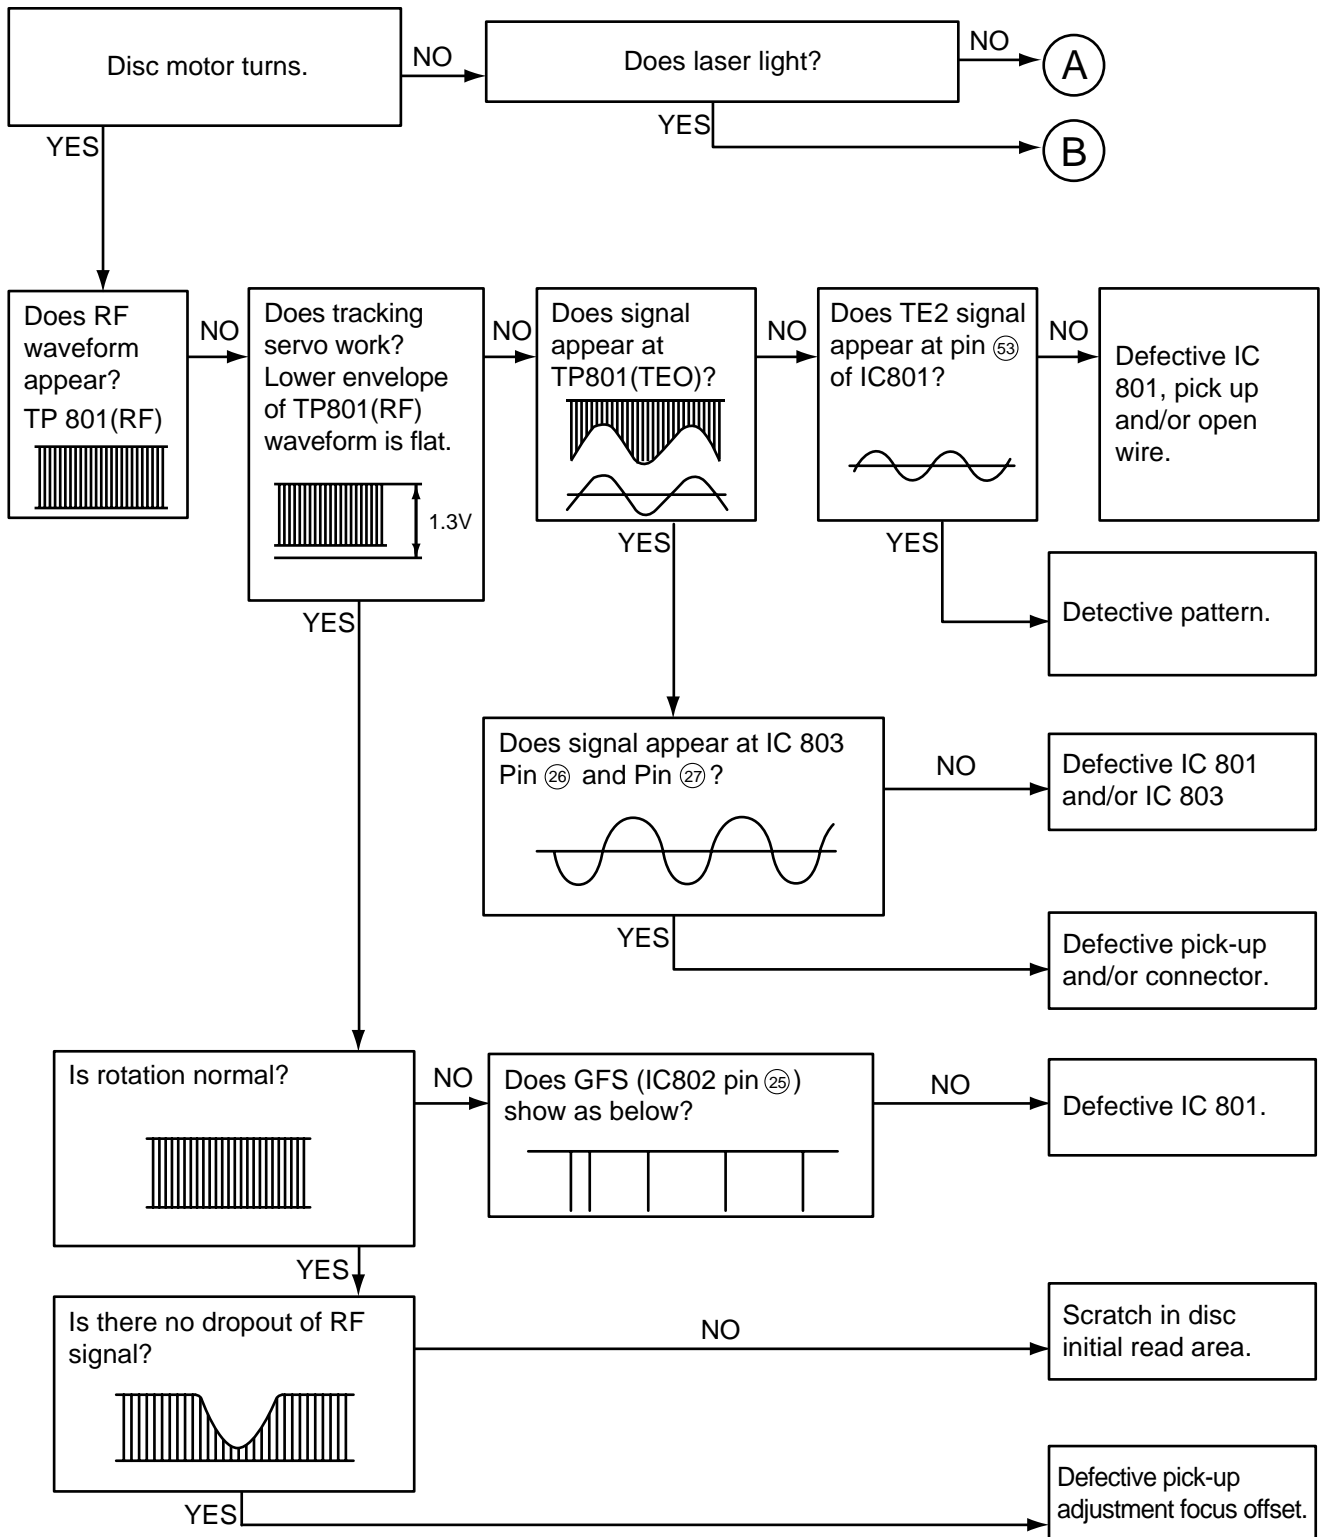 Disc motor turns.
NO
Does laser light?
NO
A
YES
YES
B
Does RF
waveform
appear?
TP 801(RF)
NO
Does tracking
servo work?
Lower envelope
of TP801(RF)
waveform is flat.
1.3V
NO
Does signal
appear at
TP801(TEO)?
NO
Does TE2 signal
appear at pin 53
of IC801?
NO
Defective IC
801, pick up
and/or open
wire.
YES
YES
YES
Detective pattern.
Does signal appear at IC 803
Pin 26 and Pin 27 ?
NO
Defective IC 801
and/or IC 803
YES
Defective pick-up
and/or connector.
Is rotation normal?
NO
Does GFS (IC802 pin 25)
show as below?
NO
Defective IC 801.
YES
Is there no dropout of RF
signal?
NO
Scratch in disc
initial read area.
YES
Defective pick-up
adjustment focus offset.